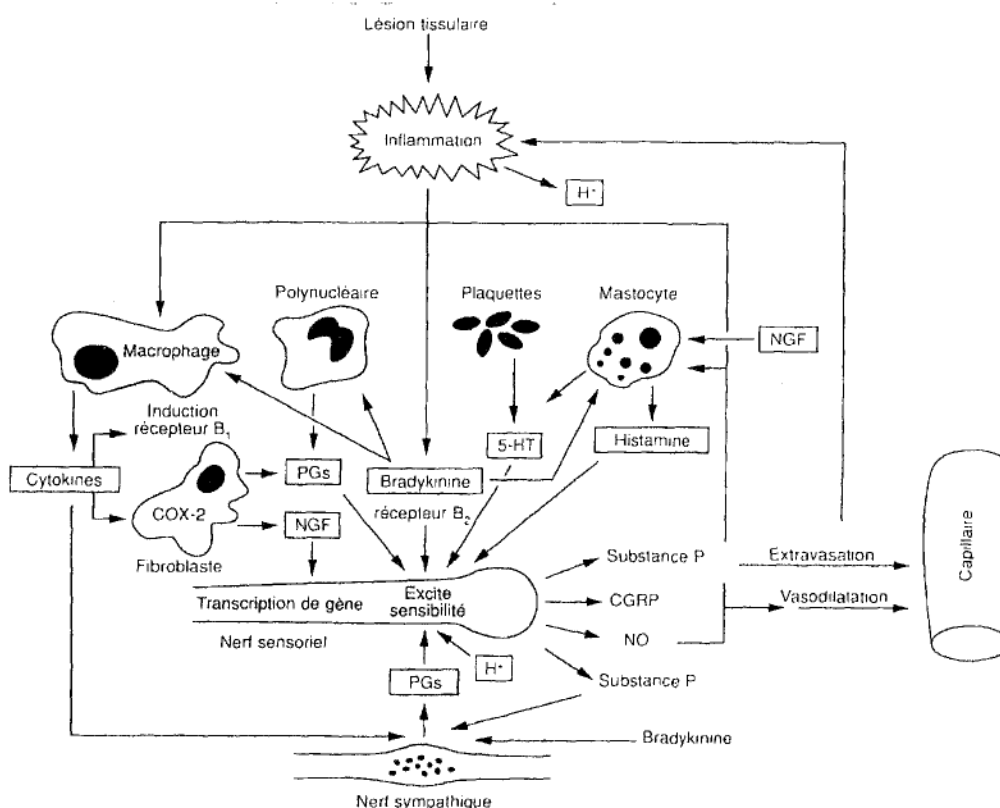 Lésion tissulaire
Inflammation
H+
Polynucléaire
Plaquettes
Mastocyte
Macrophage
NGF
Induction
récepteur B1
5-HT
Histamine
Cytokines
PGs
Bradykinine
COX-2
récepteur B2
NGF
Fibroblaste
Substance P
Extravasation
Transcription de gène
Excite
sensibilité
CGRP
Vasodilatation
Capillaire
Nerf sensoriel
NO
H+
PGs
Substance P
Bradykinine
Nerf sympathique